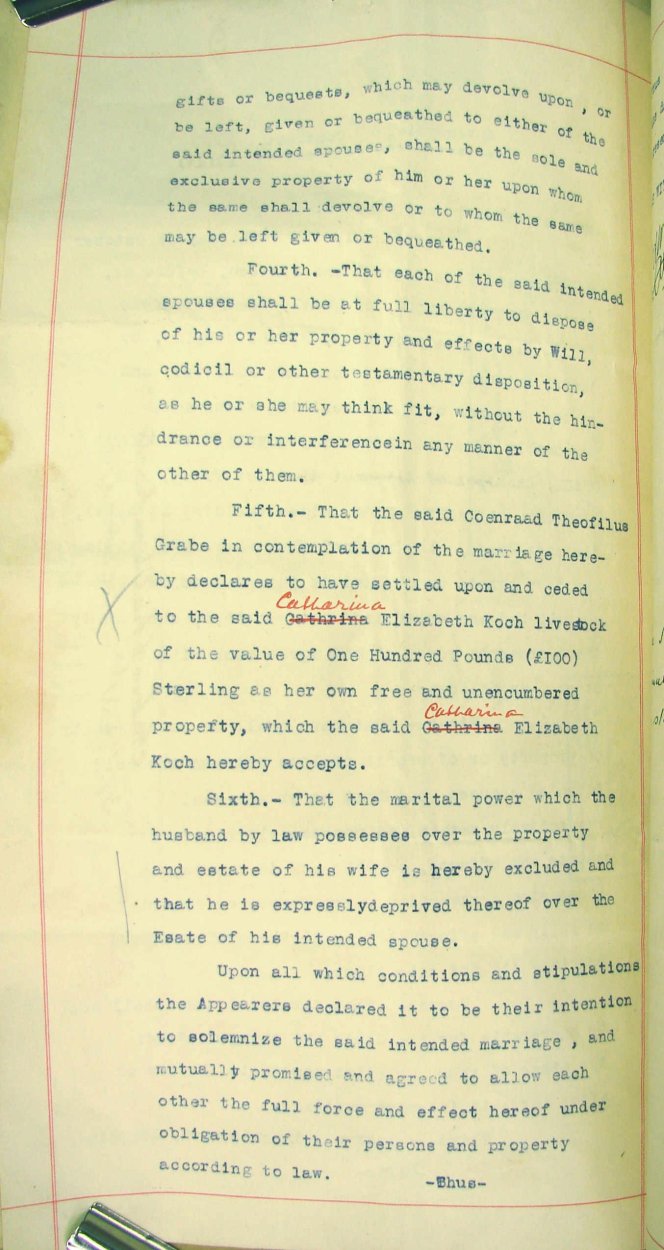 gifts or bequests, which may devolve upon , or
be left, given or bequeathed to either of the
said intended spouses, shall be the sole and
exclusive property of him or her upon whom
the same shall devolve or to whom the same
may be left given or bequeathed.
Fourth. -That each of the said intended
spouses shall be at full liberty to dispose
of his or her property and effects by Will,
codicil or other testamentary disposition,
as he or she may think fit, without the hin-
drance or interferencein any manner of the
other of them.
Fifth.- That the said Coenraad Theofilus
Grabe in contemplation of the marriage here-
by declares to have settled upon and ceded
Catharina
to the said Cathrina Elizabeth Koch livestock
of the value of One Hundred Pounds (£100)
Sterling as her own free and unencumbered
Catharina
property, which the said Cathrina Elizabeth
Koch hereby accepts.
Sixth.- That the marital power which the
husband by law possesses over the property
and estate of his wife is hereby excluded and
that he is expresslydeprived thereof over the
Esate of his intended spouse.
Upon all which conditions and stipulations
the Appearers declared it to be their intention
to solemnize the said intended marriage , and
mutually promised and agreed to allow each
other the full force and effect hereof under
obligation of their persons and property
according to law.
-Thus-